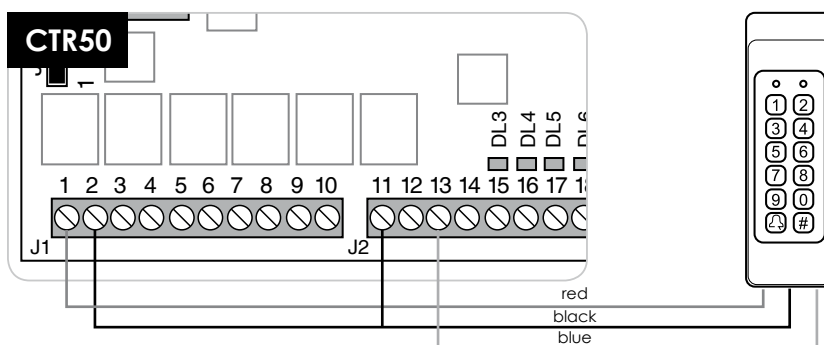 CTR50
J
1
DL3
DL4
DL5
1 2 3 4 5 6 7 8 9 10
11 12 13 14 15 16 17
J1
J2
1 2
3 4
5 6
7 8
9 0
#
red
black
blue